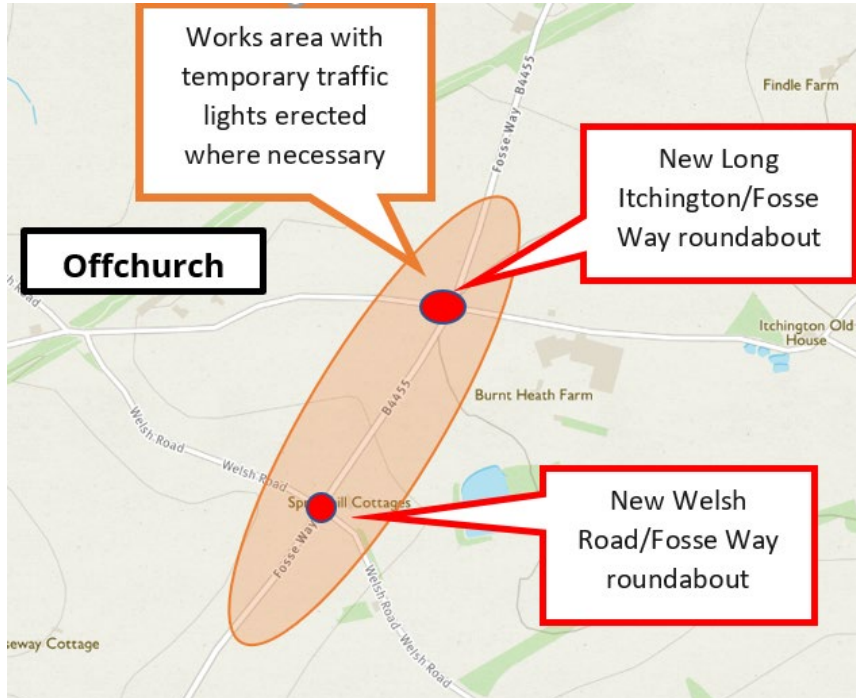 Works area with
temporary traffic
lights erected
where necessary
Fosse Way - B4455
Findle Farm
New Long
Itchington/Fosse
Way roundabout
Offchurch
Road
Itchington Old
House
B4455
Burnt Heath Farm
Welsh Road
Welsh Road
Cottages
New Welsh
Road/Fosse Way
roundabout
Fosse Way
Welsh Road
Welsh Road
seway Cottage